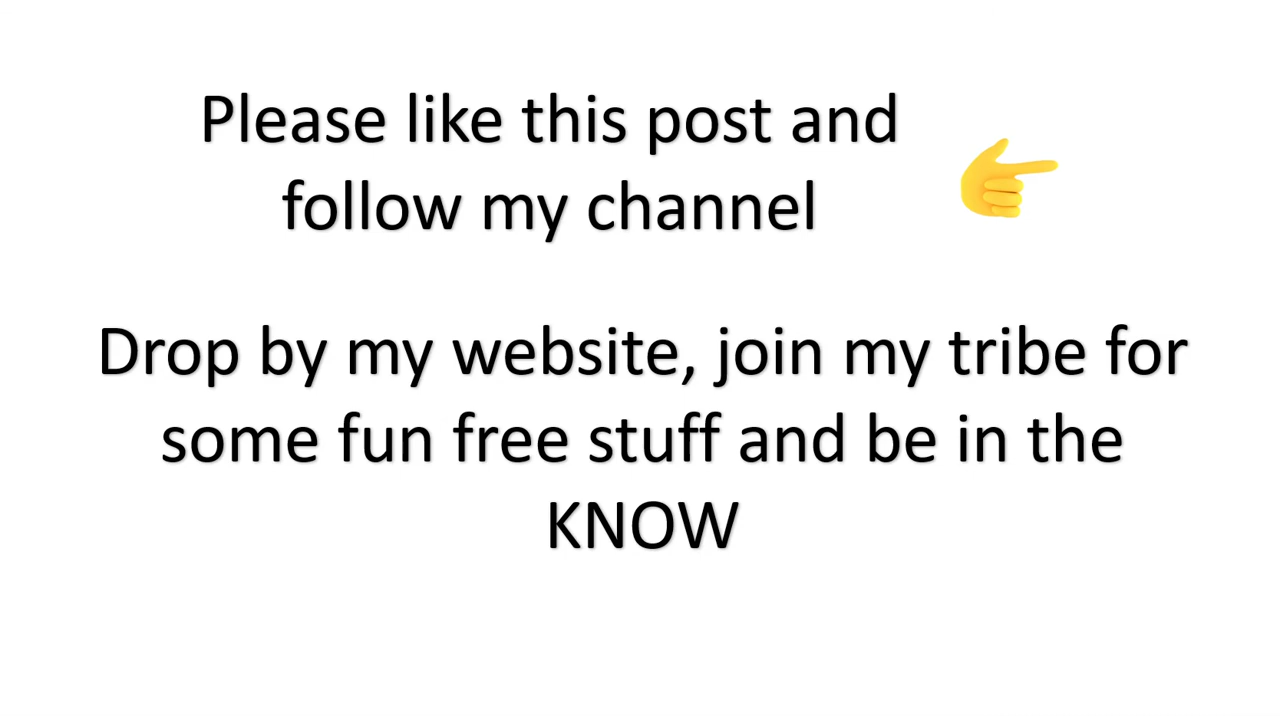 Please like this post and
follow my channel
Drop by my website, join my tribe for
some fun free stuff and be in the
KNOW